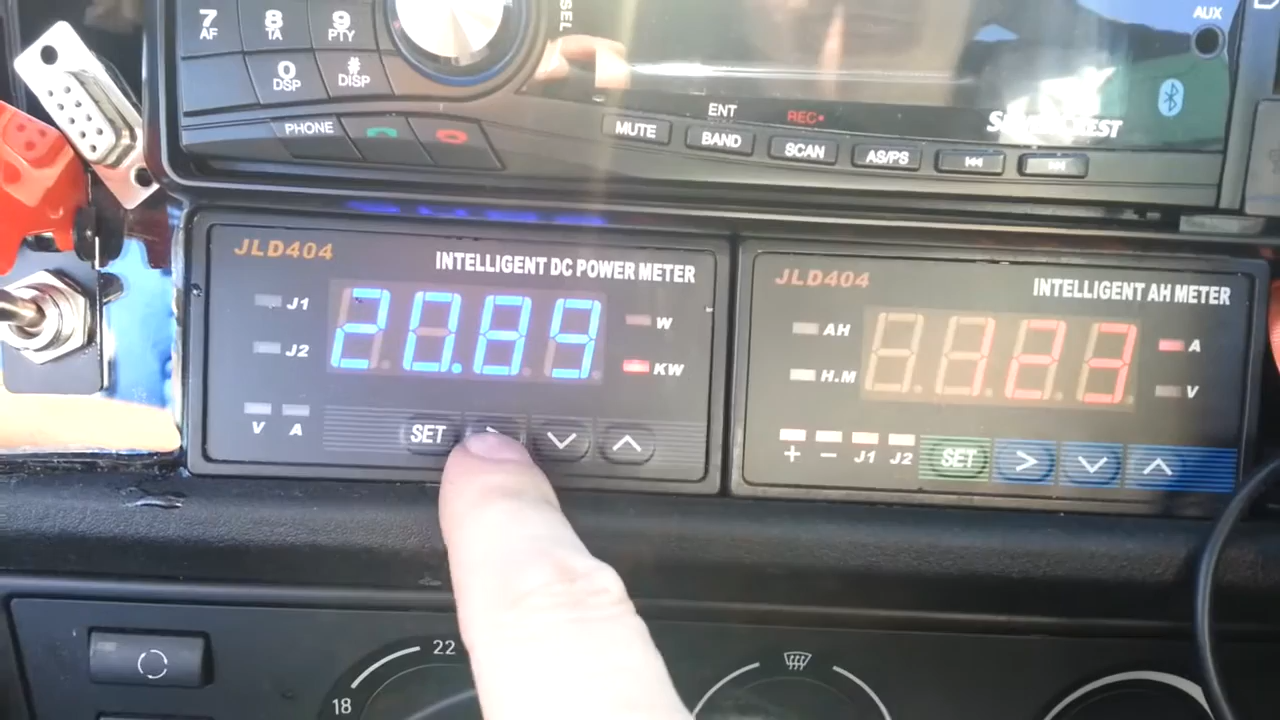 7 8 9
AF TA PTY
0 #
DSP DISP
SEL
AUX
PHONE
ENT
REC
MUTE BAND SCAN AS/PS
JLD404
INTELLIGENT DC POWER METER
J1
J2
20.89
W
KW
V A
SET
JLD404
INTELLIGENT AH METER
AH
H.M
123
A
V
+ − J1 J2
SET
22
18